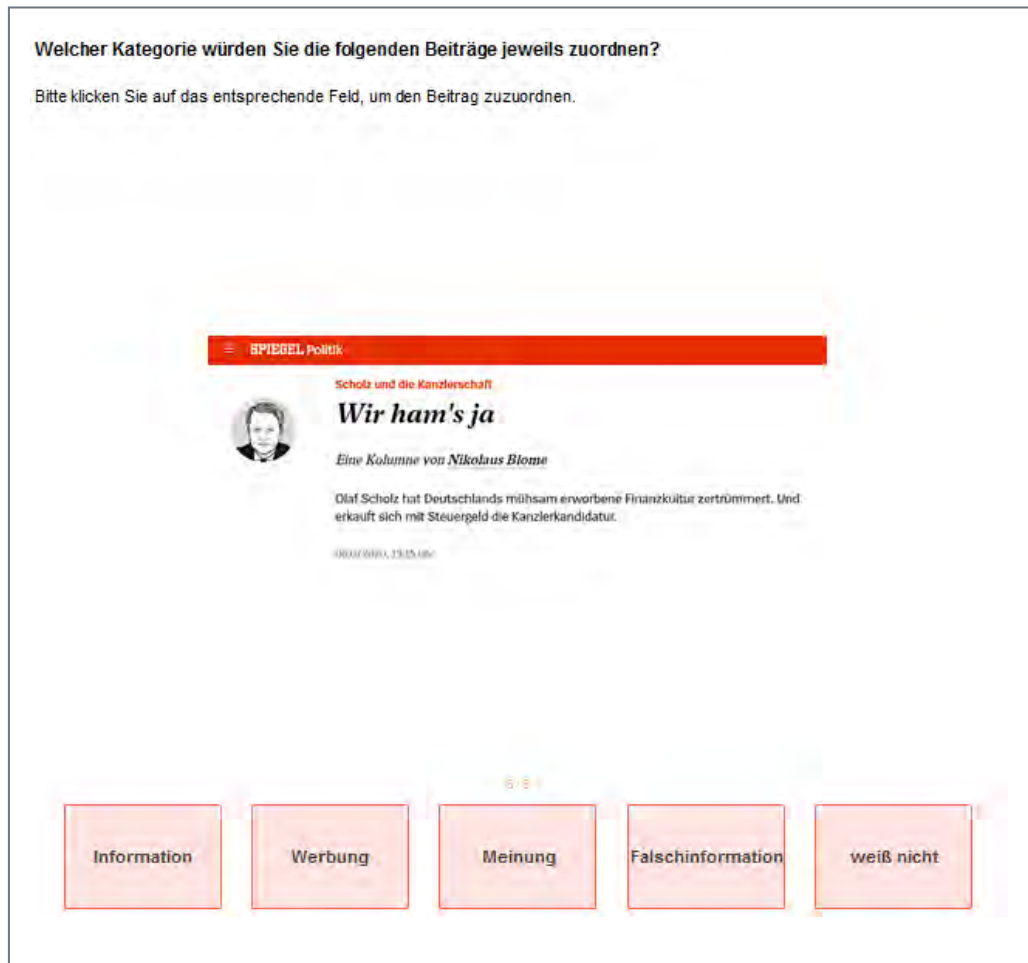 Welcher Kategorie würden Sie die folgenden Beiträge jeweils zuordnen?
Bitte klicken Sie auf das entsprechende Feld, um den Beitrag zuzuordnen.
SPIEGEL Politik
Scholz und die Kanzlerschaft
Wir ham's ja
Eine Kolumne von Nikolaus Blome
Olaf Scholz hat Deutschlands mühsam erworbene Finanzkultur zertrümmert. Und
erkauft sich mit Steuergeld die Kanzlerkandidatur.
Information Werbung Meinung Falschinformation weiß nicht